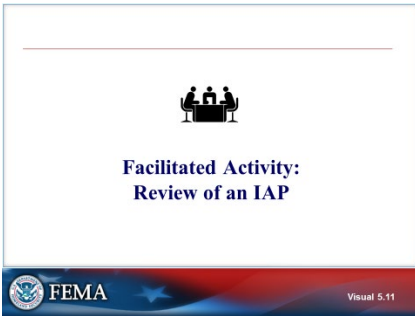 Facilitated Activity:
Review of an IAP
FEMA
Visual 5.11